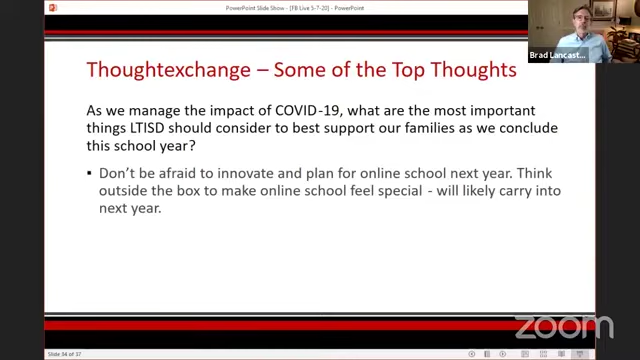 PowerPoint Slide Show - [FB Live 5-7-20 - PowerPoint
Brad Lancast...
Thoughtexchange – Some of the Top Thoughts
As we manage the impact of COVID-19, what are the most important
things LTISD should consider to best support our families as we conclude
this school year?
▪ Don't be afraid to innovate and plan for online school next year. Think
outside the box to make online school feel special - will likely carry into
next year.
Slide 34 of 37
zoom